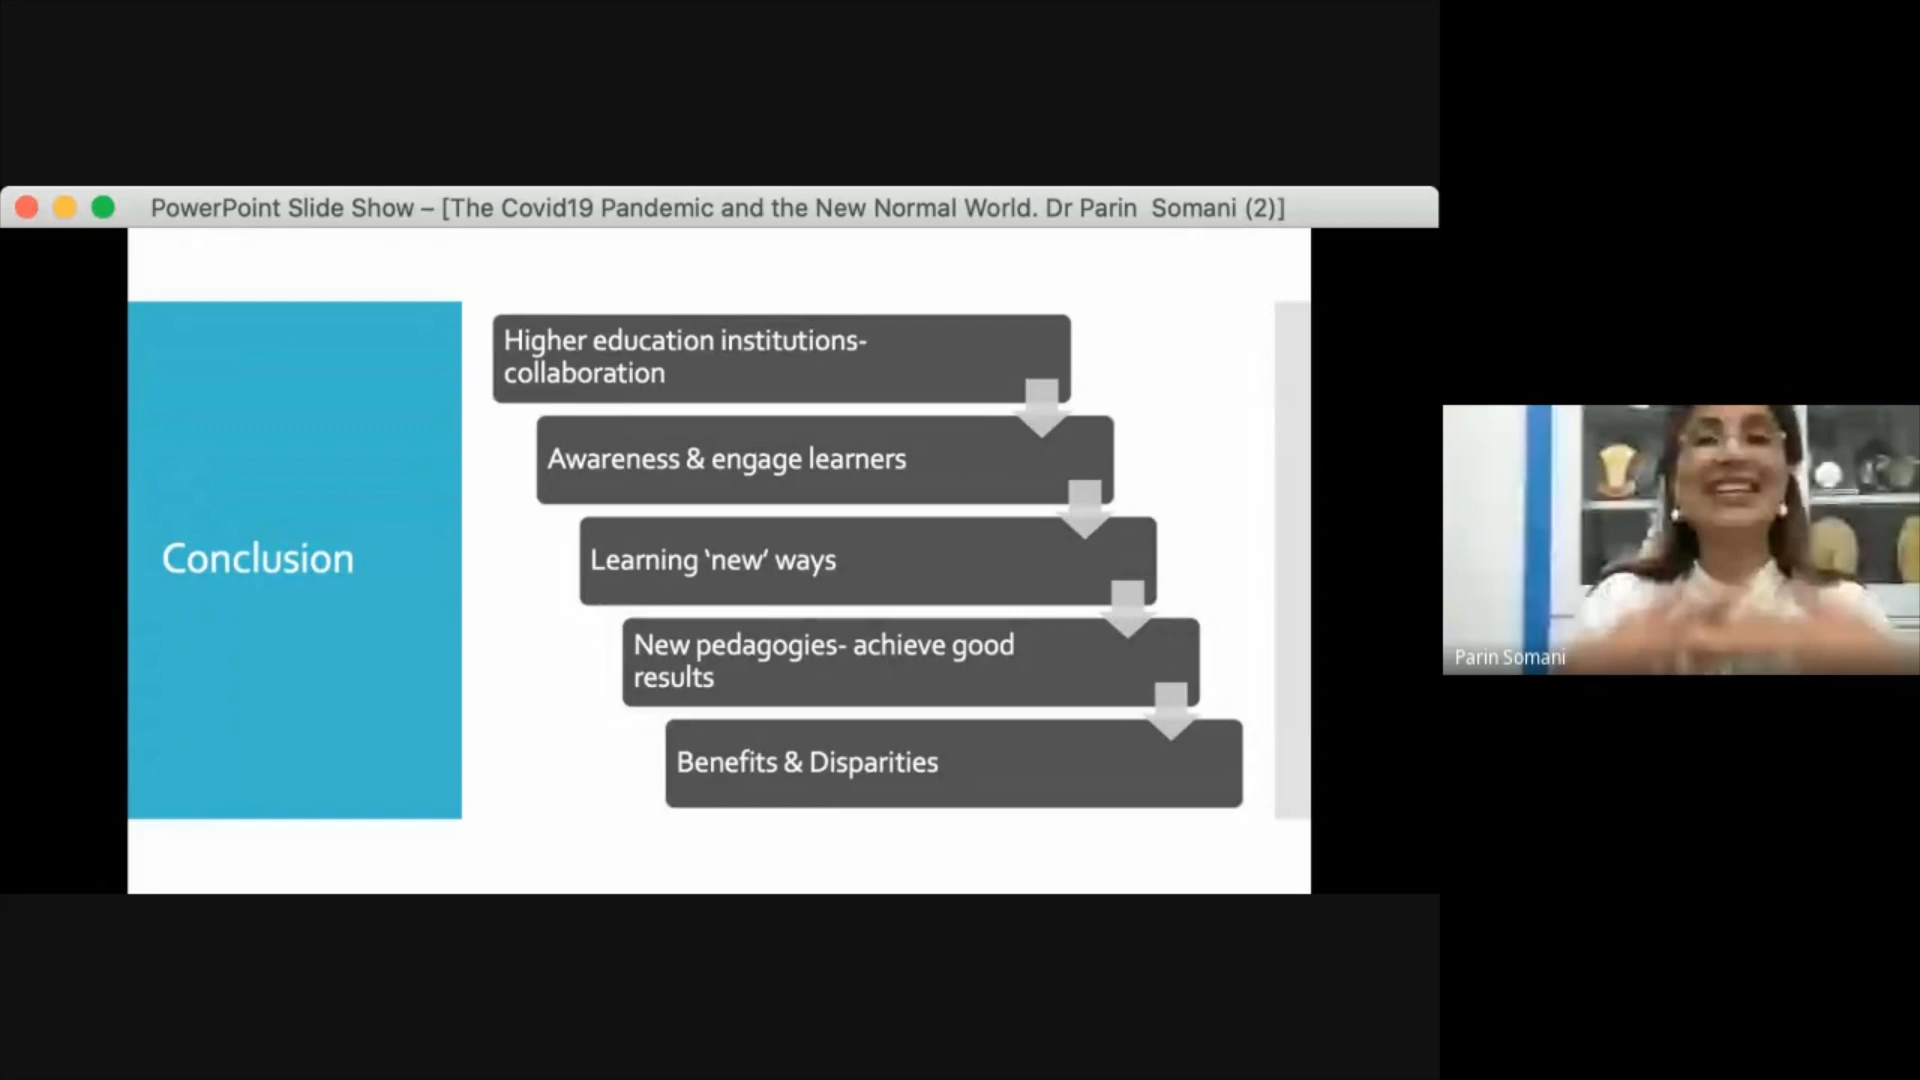 PowerPoint Slide Show – [The Covid19 Pandemic and the New Normal World. Dr Parin  Somani (2)]
Conclusion
Higher education institutions-
collaboration
Awareness & engage learners
Learning ‘new’ ways
New pedagogies- achieve good
results
Benefits & Disparities
Parin Somani